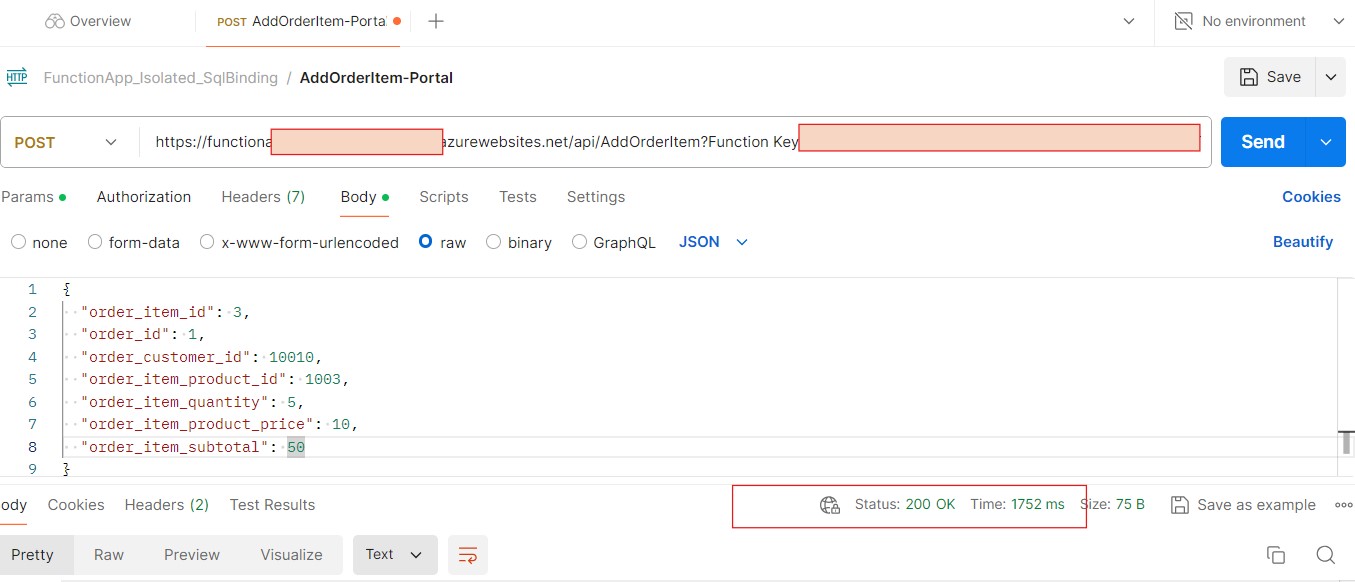 Overview
POST AddOrderItem-Porta
No environment
HTTP FunctionApp_Isolated_SqlBinding / AddOrderItem-Portal
Save
POST https://functiona azurewebsites.net/api/AddOrderItem?Function Key
Send
Params Authorization Headers (7) Body Scripts Tests Settings Cookies
none form-data x-www-form-urlencoded raw binary GraphQL JSON Beautify
1 {
2 "order_item_id": 3,
3 "order_id": 1,
4 "order_customer_id": 10010,
5 "order_item_product_id": 1003,
6 "order_item_quantity": 5,
7 "order_item_product_price": 10,
8 "order_item_subtotal": 50
9 }
ody Cookies Headers (2) Test Results Status: 200 OK Time: 1752 ms Size: 75 B Save as example
Pretty Raw Preview Visualize Text